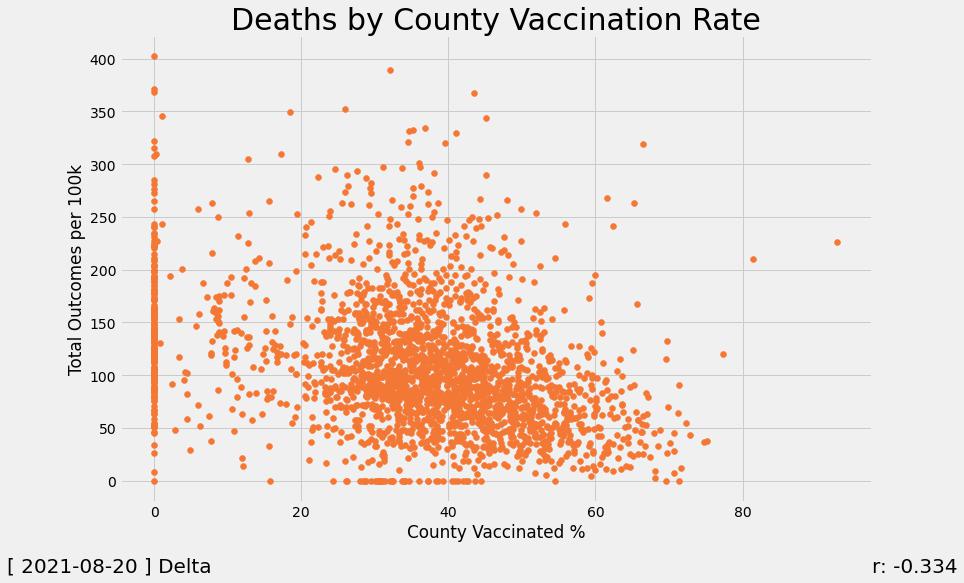 Deaths by County Vaccination Rate
Total Outcomes per 100k
400
350
300
250
200
150
100
50
0
0 20 40 60 80
County Vaccinated %
[ 2021-08-20 ] Delta r: -0.334